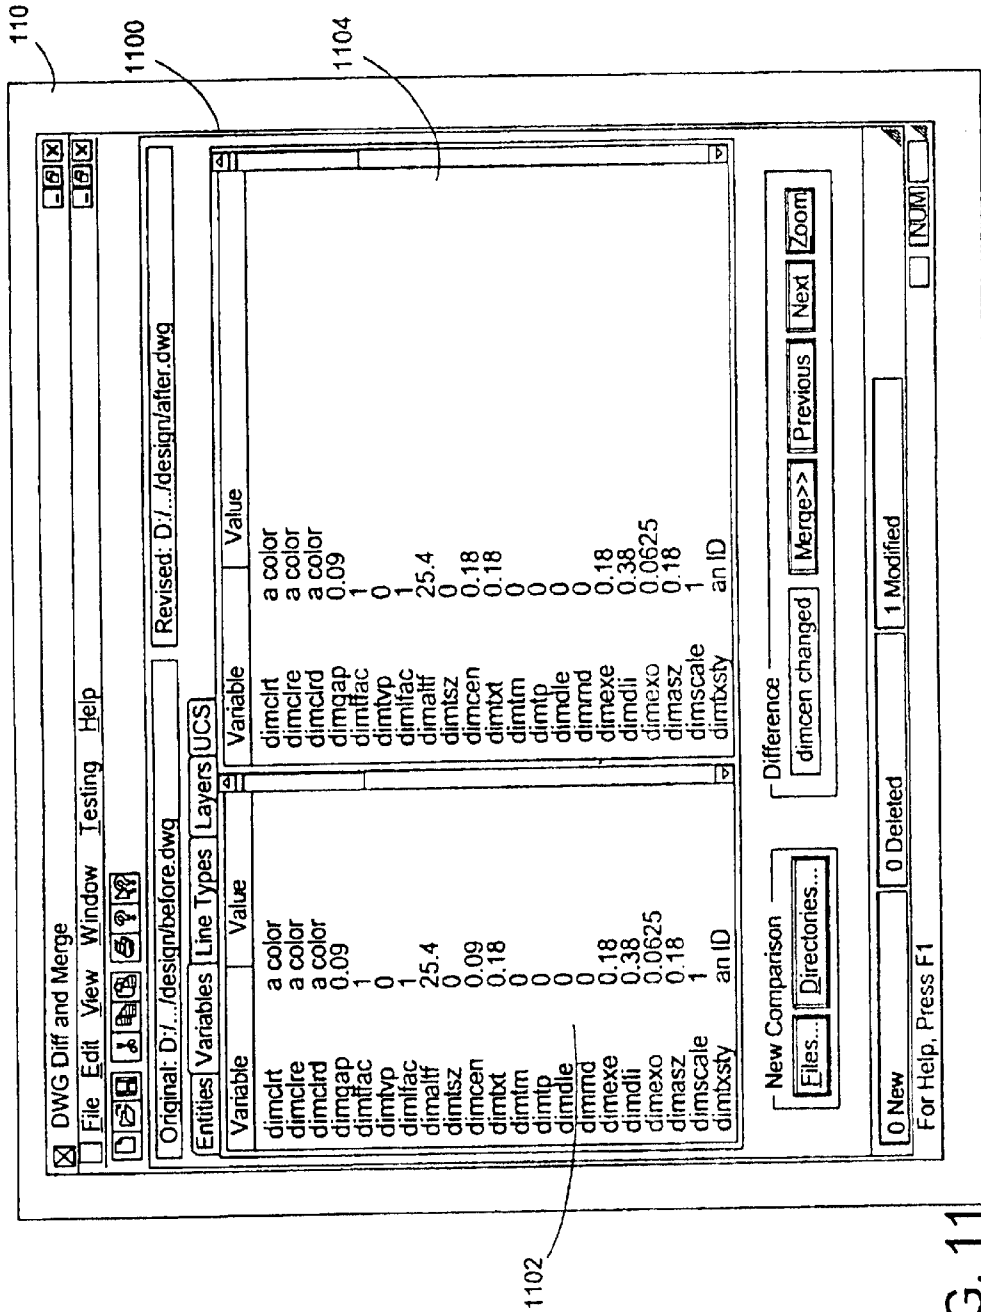 110
1100
1104
DWG Diff and Merge
File Edit View Window Testing Help
Original: D:/.../design/before.dwg
Revised: D:/.../design/after.dwg
Entities Variables Line Types Layers UCS
Variable Value
dimclrt a color
dimclre a color
dimclrd a color
dimgap 0.09
dimtfac 1
dimtvp 0
dimlfac 1
dimaltf 25.4
dimtsz 0
dimcen 0.09
dimtxt 0.18
dimtm 0
dimtp 0
dimdle 0
dimrnd 0
dimexe 0.18
dimdli 0.38
dimexo 0.0625
dimasz 0.18
dimscale 1
dimtxsty an ID
Variable Value
dimclrt a color
dimclre a color
dimclrd a color
dimgap 0.09
dimtfac 1
dimtvp 0
dimlfac 1
dimaltf 25.4
dimtsz 0
dimcen 0.18
dimtxt 0.18
dimtm 0
dimtp 0
dimdle 0
dimrnd 0
dimexe 0.18
dimdli 0.38
dimexo 0.0625
dimasz 0.18
dimscale 1
dimtxsty an ID
New Comparison
Files... Directories...
Difference
dimcen changed Merge>> Previous Next Zoom
0 New 0 Deleted 1 Modified
For Help, Press F1
NUM
1102
G. 11